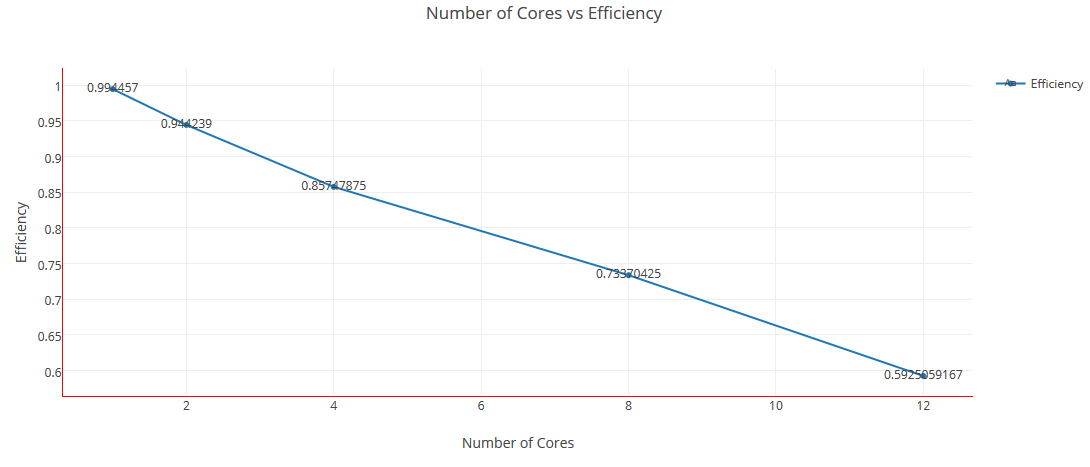 Number of Cores vs Efficiency
Aa Efficiency
1
0.95
0.9
0.85
0.8
0.75
0.7
0.65
0.6
Efficiency
0.994457
0.944239
0.85747875
0.73370425
0.5925059167
2 4 6 8 10 12
Number of Cores